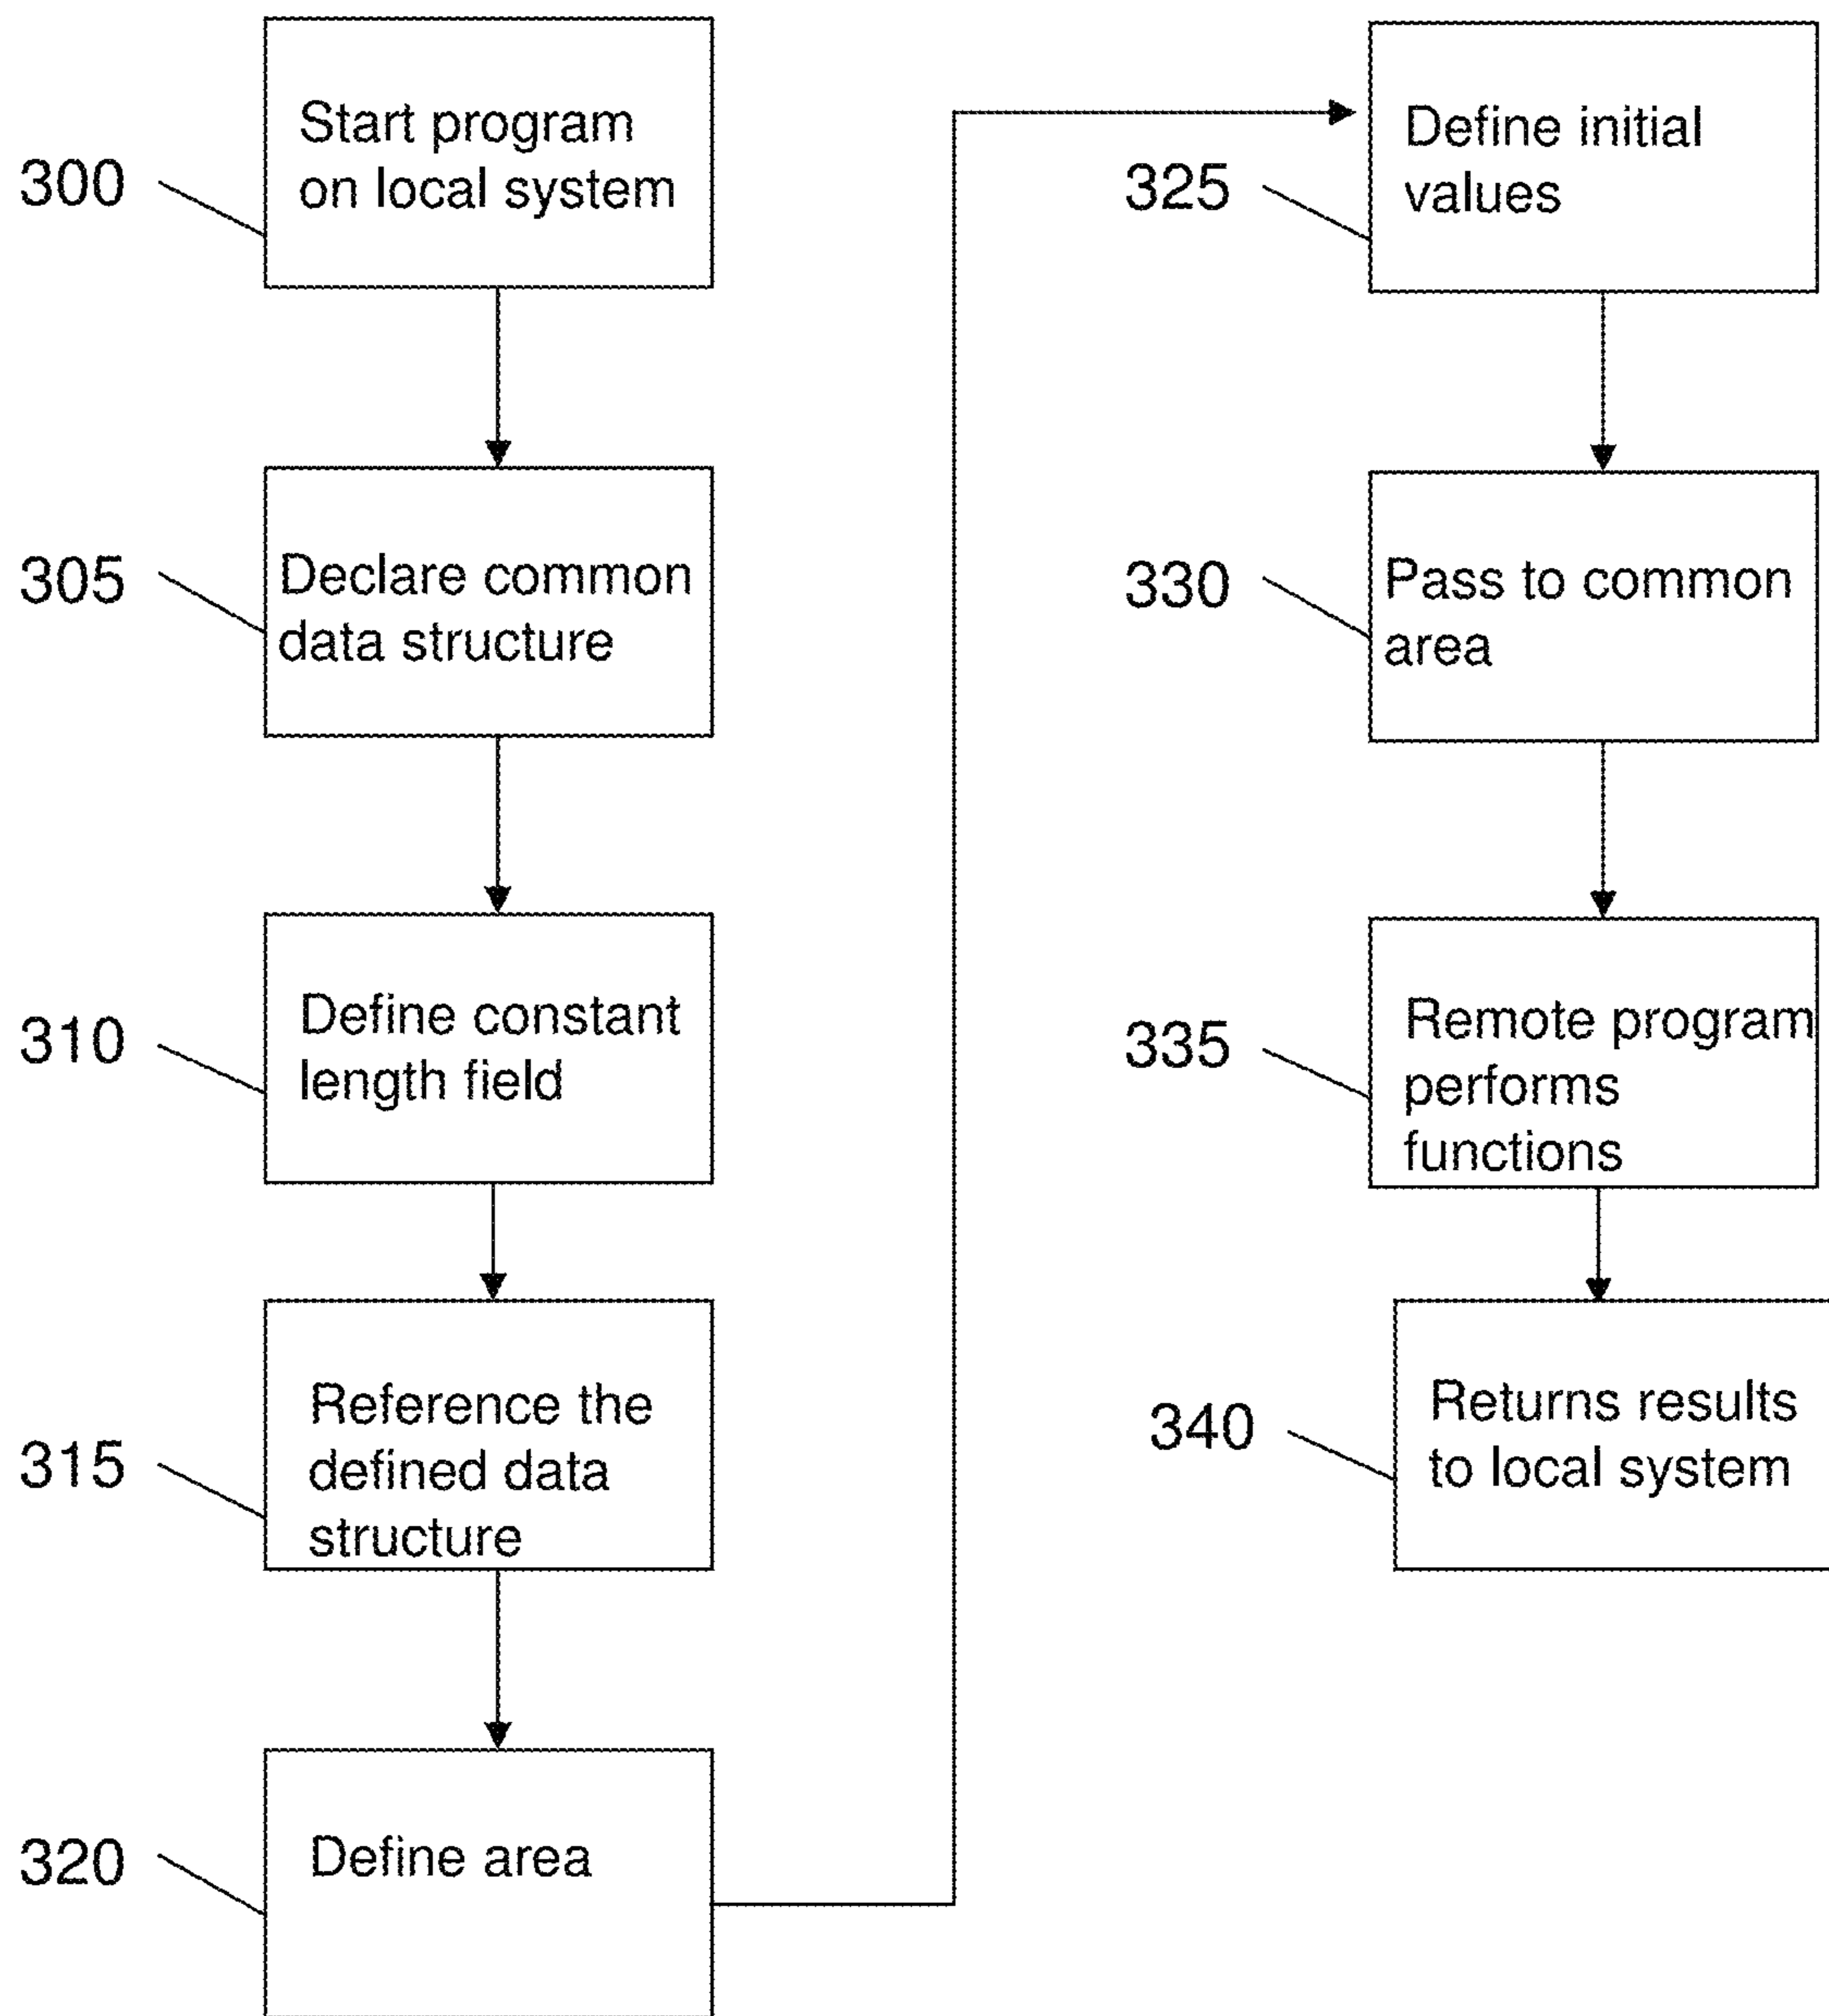 300
Start program
on local system
305
Declare common
data structure
310
Define constant
length field
315
Reference the
defined data
structure
320
Define area
325
Define initial
values
330
Pass to common
area
335
Remote program
performs
functions
340
Returns results
to local system